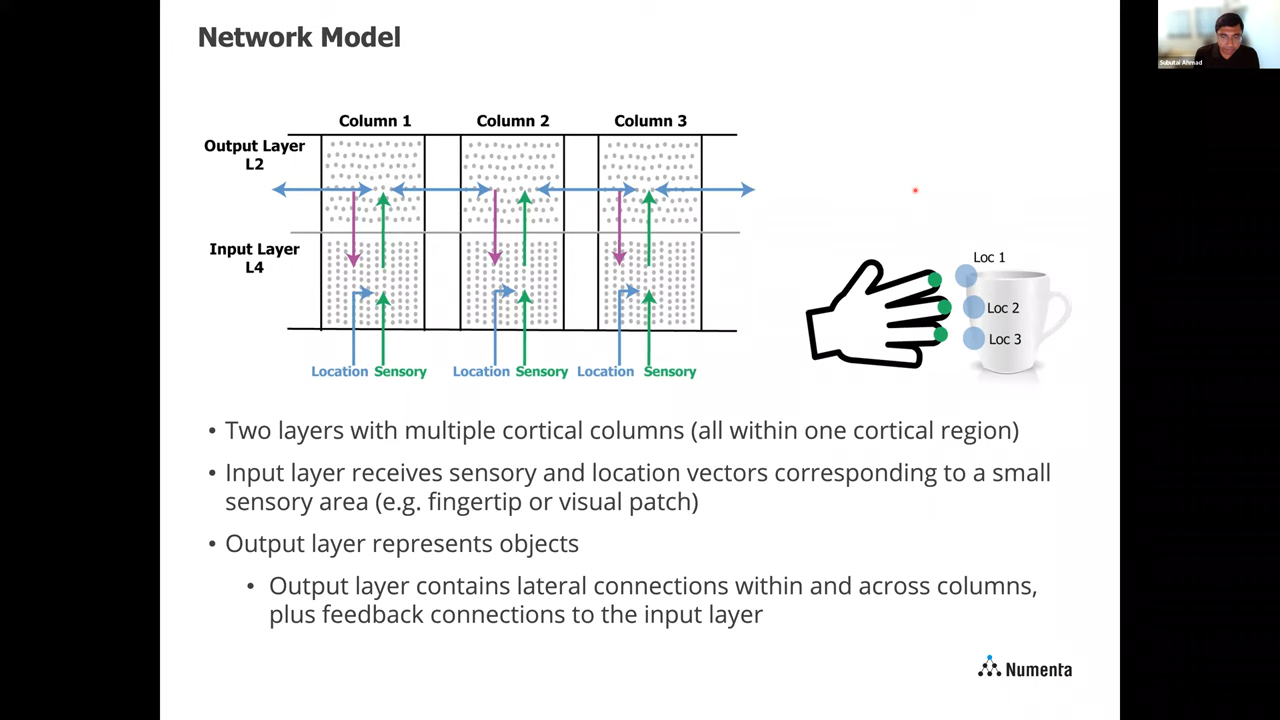 Network Model
Subutai Ahmad
Column 1 Column 2 Column 3
Output Layer
L2
Input Layer
L4
Location Sensory Location Sensory Location Sensory
Loc 1
Loc 2
Loc 3
• Two layers with multiple cortical columns (all within one cortical region)
• Input layer receives sensory and location vectors corresponding to a small
sensory area (e.g. fingertip or visual patch)
• Output layer represents objects
• Output layer contains lateral connections within and across columns,
plus feedback connections to the input layer
Numenta